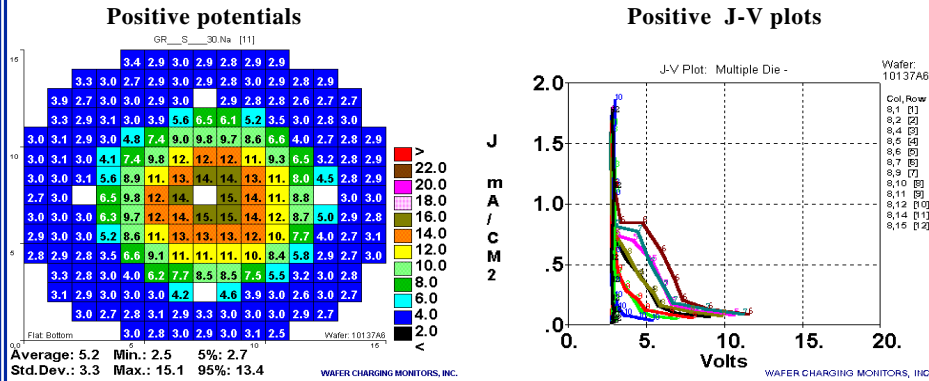 Positive potentials
GR___S____30.Na [11]
15
3.4 2.9 3.0 2.9 2.8 2.9 2.9
3.3 3.0 2.7 2.9 3.0 2.9 2.8 2.9 2.9 3.0 2.7
3.9 2.7 3.0 3.0 2.9 3.0 2.9 2.8 2.8 2.6 2.7 2.7
3.3 2.9 3.1 3.0 3.9 5.6 6.5 6.1 5.2 3.5 3.0 3.0 2.7
3.0 3.1 2.9 3.0 4.8 7.4 9.0 9.8 9.7 8.6 6.6 4.0 2.7 2.8 2.9
10
3.0 3.1 3.0 4.1 7.4 9.8 12. 12. 12. 11. 9.3 6.5 3.2 2.8 2.9
3.0 3.1 3.0 5.6 8.9 11. 13. 14. 14. 13. 11. 8.0 4.5 2.8 3.0
2.7 3.0 6.5 9.8 12. 14. 15. 14. 11. 8.8 3.0 3.0
3.0 3.0 3.0 6.3 9.7 12. 14. 15. 15. 14. 12. 8.7 5.0 2.9 3.0
2.9 3.0 3.0 5.2 8.6 11. 13. 13. 13. 12. 10. 7.7 4.0 2.7 3.1
5
2.8 2.9 2.8 3.5 6.6 9.1 11. 11. 11. 10. 8.4 5.8 2.9 2.7 3.0
3.3 2.8 3.0 4.0 6.2 7.7 8.5 8.5 7.5 5.5 3.2 3.0 2.8
3.1 2.9 3.0 3.0 3.0 4.2 4.6 3.9 3.0 2.6 3.0 2.7
3.0 2.7 2.8 3.1 2.9 3.3 3.0 3.0 3.0 3.0 2.7
3.0 2.8 3.0 2.9 3.0 3.1 2.5
Flat: Bottom
Wafer: 10137A6
0,0
5
10
15
Average: 5.2 Min.: 2.5 5%: 2.7
Std.Dev.: 3.3 Max.: 15.1 95%: 13.4
WAFER CHARGING MONITORS, INC.
>
22.0
20.0
18.0
16.0
14.0
12.0
10.0
8.0
6.0
4.0
2.0
<
Positive J-V plots
J-V Plot: Multiple Die -
Wafer:
10137A6
Col,Row
8,1 [1]
8,2 [2]
8,4 [3]
8,5 [4]
8,6 [5]
8,7 [6]
8,9 [7]
8,10 [8]
8,11 [9]
8,12 [10]
8,14 [11]
8,15 [12]
2.0
1.5
1.0
0.5
.0
J
mA/CM2
.0
5.0
10.
15.
20.
Volts
WAFER CHARGING MONITORS, INC